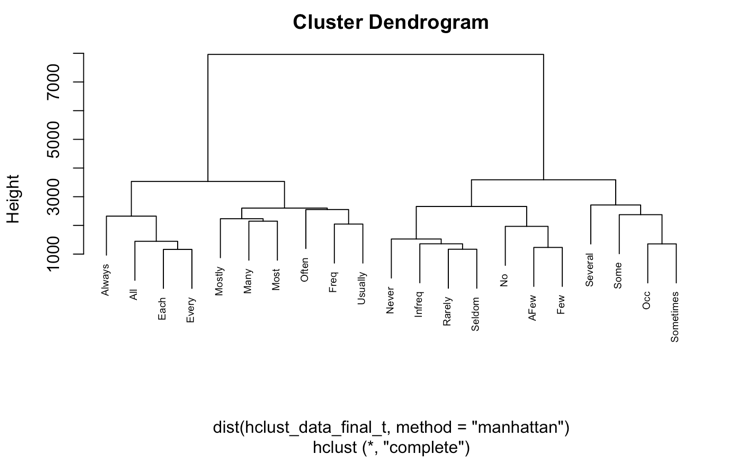 Cluster Dendrogram
Height
7000
5000
3000
1000
Always
All
Each
Every
Mostly
Many
Most
Often
Freq
Usually
Never
Infreq
Rarely
Seldom
No
AFew
Few
Several
Some
Occ
Sometimes
dist(hclust_data_final_t, method = "manhattan")
hclust (*, "complete")